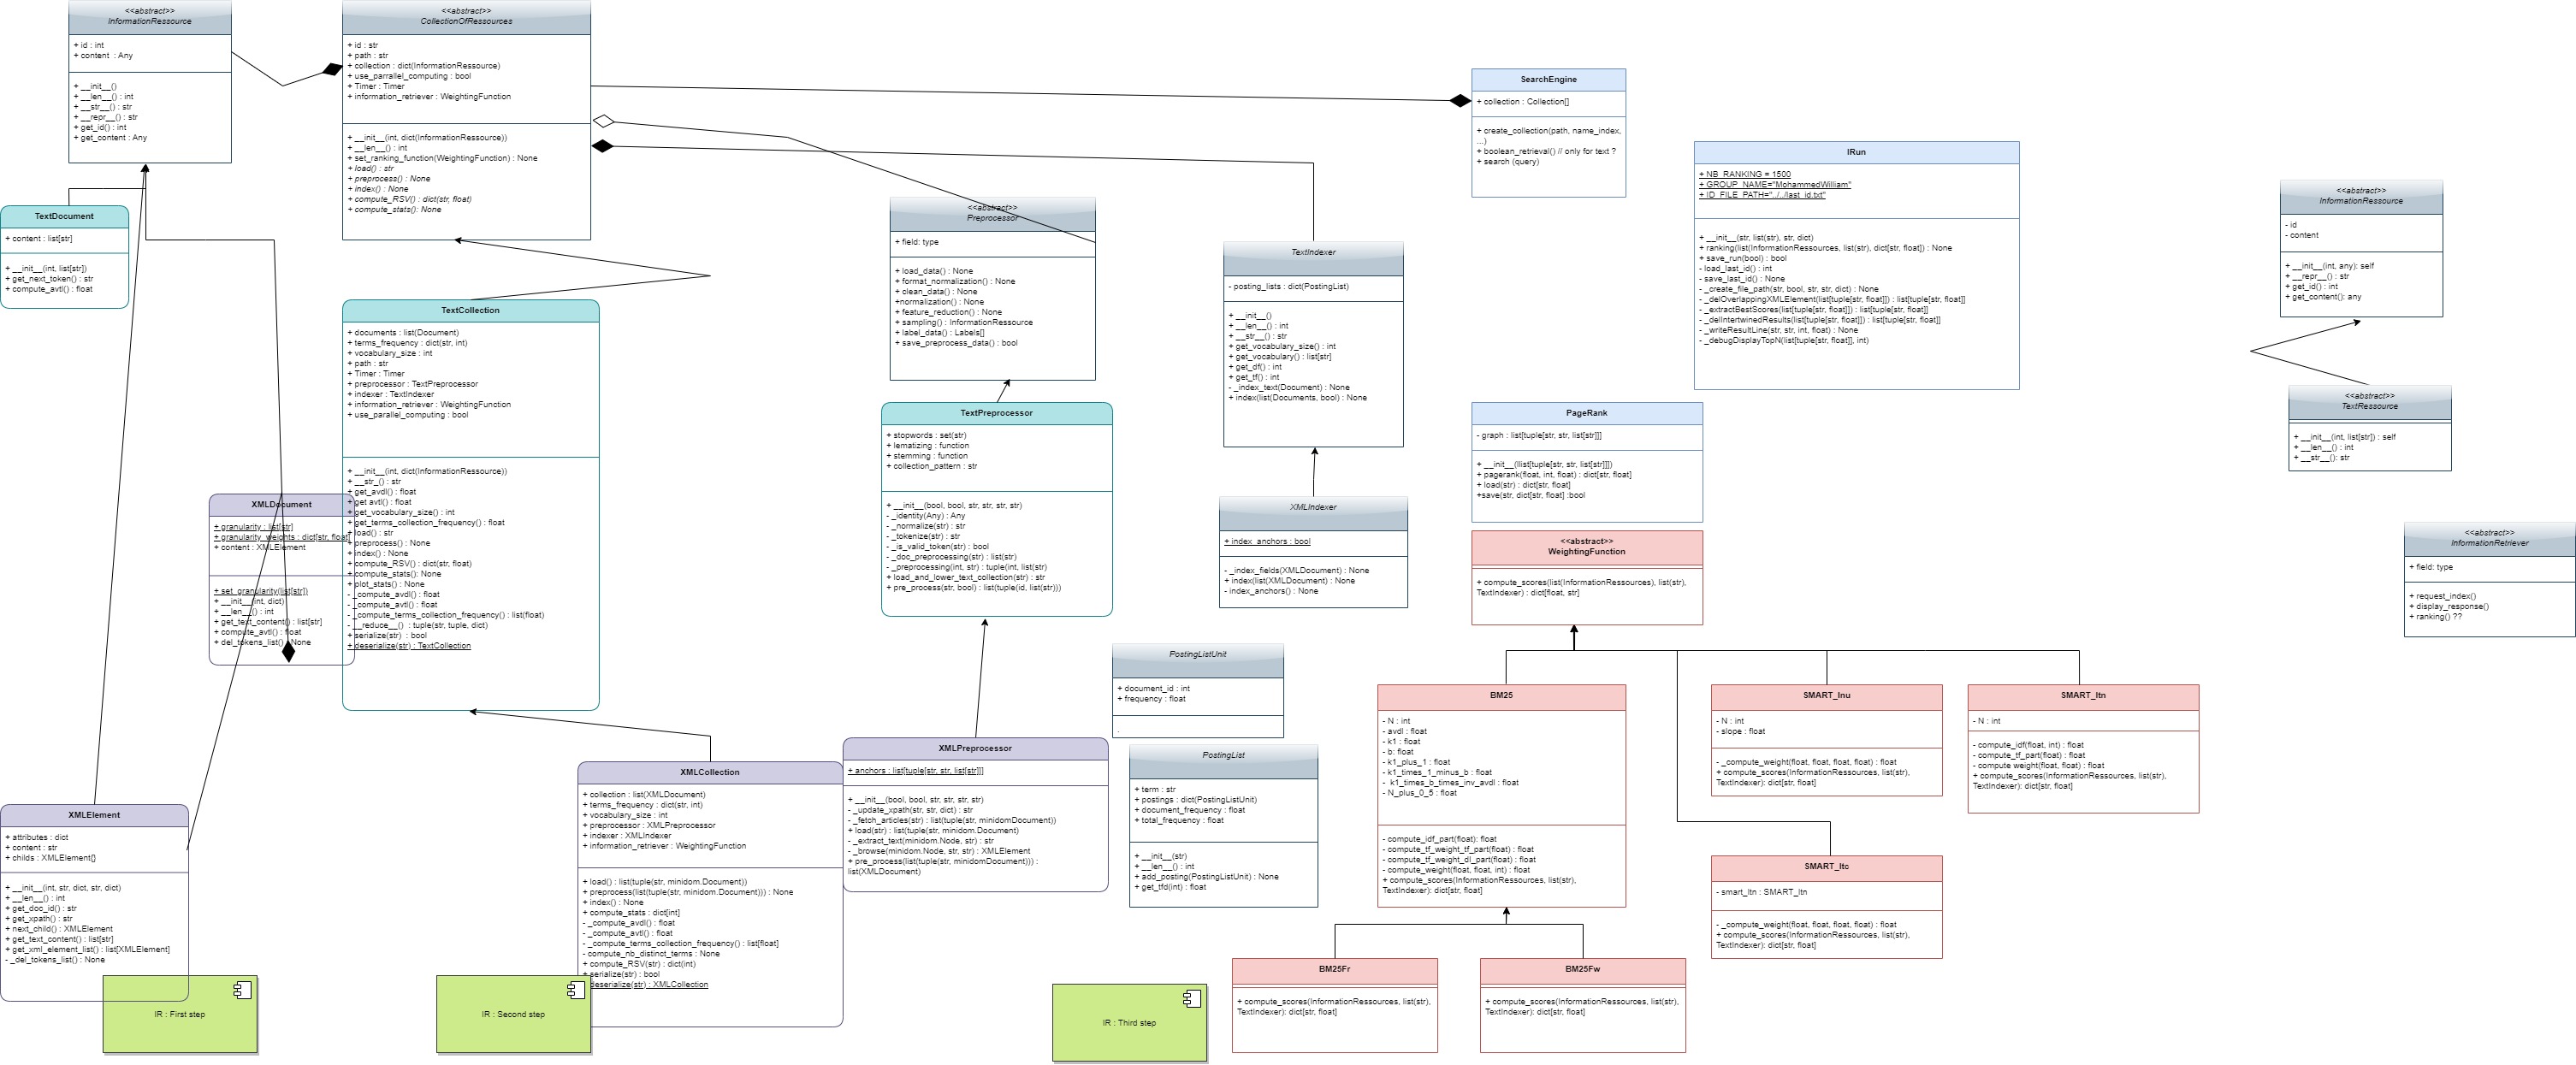 <<abstract>>
InformationRessource
+ id : int
+ content  : Any
+ __init__()
+ __len__() : int
+ __str__() : str
+ __repr__() : str
+ get_id() : int
+ get_content : Any
<<abstract>>
CollectionOfRessources
+ id : str
+ path : str
+ collection : dict(InformationRessource)
+ use_parrallel_computing : bool
+ Timer : Timer
+ information_retriever : WeightingFunction
+ __init__(int, dict(InformationRessource))
+ __len__() : int
+ set_ranking_function(WeightingFunction) : None
+ load() : str
+ preprocess() : None
+ index() : None
+ compute_RSV() : dict(str, float)
+ compute_stats(): None
SearchEngine
+ collection : Collection[]
+ create_collection(path, name_index,
...)
+ boolean_retrieval() // only for text ?
+ search (query)
IRun
+ NB_RANKING = 1500
+ GROUP_NAME="MohammedWilliam"
+ ID_FILE_PATH="../../last_id.txt"
+ __init__(str, list(str), str, dict)
+ ranking(list(InformationRessources, list(str), dict[str, float]) : None
+ save_run(bool) : bool
- load_last_id() : int
- save_last_id() : None
- _create_file_path(str, bool, str, str, dict) : None
- _delOverlappingXMLElement(list[tuple[str, float]]) : list[tuple[str, float]]
- _extractBestScores(list[tuple[str, float]]) : list[tuple[str, float]]
- _delIntertwinedResults(list[tuple[str, float]]) : list[tuple[str, float]]
- _writeResultLine(str, str, int, float) : None
- _debugDisplayTopN(list[tuple[str, float]], int)
<<abstract>>
InformationRessource
- id
- content
+ __init__(int, any): self
+ __repr__() : str
+ get_id() : int
+ get_content(): any
TextDocument
+ content : list[str]
+ __init__(int, list[str])
+ get_next_token() : str
+ compute_avtl() : float
<<abstract>>
Preprocessor
+ field: type
+ load_data() : None
+ format_normalization() : None
+ clean_data() : None
+normalization() : None
+ feature_reduction() : None
+ sampling() : InformationRessource
+ label_data() : Labels[]
+ save_preprocess_data() : bool
TextIndexer
- posting_lists : dict(PostingList)
+ __init__()
+ __len__() : int
+ __str__() : str
+ get_vocabulary_size() : int
+ get_vocabulary() : list[str]
+ get_df() : int
+ get_tf() : int
- _index_text(Document) : None
+ index(list(Documents, bool) : None
TextCollection
+ documents : list(Document)
+ terms_frequency : dict(str, int)
+ vocabulary_size : int
+ path : str
+ Timer : Timer
+ preprocessor : TextPreprocessor
+ indexer : TextIndexer
+ information_retriever : WeightingFunction
+ use_parallel_computing : bool
+ __init__(int, dict(InformationRessource))
+ __str_() : str
+ get_avdl() : float
+ get avtl() : float
+ get_vocabulary_size() : int
+ get_terms_collection_frequency() : float
+ load() : str
+ preprocess() : None
+ index() : None
+ compute_RSV() : dict(str, float)
+ compute_stats(): None
+ plot_stats() : None
- _compute_avdl() : float
- _compute_avtl() : float
- _compute_terms_collection_frequency() : list(float)
- __reduce__()  : tuple(str, tuple, dict)
+ serialize(str)  : bool
+ deserialize(str) : TextCollection
TextPreprocessor
+ stopwords : set(str)
+ lematizing : function
+ stemming : function
+ collection_pattern : str
+ __init__(bool, bool, str, str, str, str)
- _identity(Any) : Any
- _normalize(str) : str
- _tokenize(str) : str
- _is_valid_token(str) : bool
- _doc_preprocessing(str) : list(str)
- _preprocessing(int, str) : tuple(int, list(str)
+ load_and_lower_text_collection(str) : str
+ pre_process(str, bool) : list(tuple(id, list(str)))
PageRank
- graph : list[tuple[str, str, list[str]]]
+ __init__(llist[tuple[str, str, list[str]]])
+ pagerank(float, int, float) : dict[str, float]
+ load(str) : dict[str, float]
+save(str, dict[str, float] :bool
<<abstract>>
TextRessource
+ __init__(int, list[str]) : self
+ __len__() : int
+ __str__(): str
XMLDocument
+ granularity : list[str]
+ granularity_weights : dict[str, float]
+ content : XMLElement
+ set_granularity(list[str])
+ __init__(int, dict)
+ __len__() : int
+ get_text_content() : list[str]
+ compute_avtl() : float
+ del_tokens_list() : None
XMLIndexer
+ index_anchors : bool
- _index_fields(XMLDocument) : None
+ index(list(XMLDocument) : None
- index_anchors() : None
<<abstract>>
WeightingFunction
+ compute_scores(list(InformationRessources), list(str),
TextIndexer) : dict[float, str]
<<abstract>>
InformationRetriever
+ field: type
+ request_index()
+ display_response()
+ ranking() ??
PostingListUnit
+ document_id : int
+ frequency : float
.
BM25
- N : int
- avdl : float
- k1 : float
- b: float
- k1_plus_1 : float
- k1_times_1_minus_b : float
-  k1_times_b_times_inv_avdl : float
- N_plus_0_5 : float
- compute_idf_part(float): float
- compute_tf_weight_tf_part(float) : float
- compute_tf_weight_dl_part(float) : float
- compute_weight(float, float, int) : float
+ compute_scores(InformationRessources, list(str),
TextIndexer): dict[str, float]
SMART_lnu
- N : int
- slope : float
- _compute_weight(float, float, float, float) : float
+ compute_scores(InformationRessources, list(str),
TextIndexer): dict[str, float]
SMART_ltn
- N : int
- compute_idf(float, int) : float
- compute_tf_part(float) : float
- compute weight(float, float) : float
+ compute_scores(InformationRessources, list(str),
TextIndexer): dict[str, float]
XMLCollection
+ collection : list(XMLDocument)
+ terms_frequency : dict(str, int)
+ vocabulary_size : int
+ preprocessor : XMLPreprocessor
+ indexer : XMLIndexer
+ information_retriever : WeightingFunction
+ load() : list(tuple(str, minidom.Document))
+ preprocess(list(tuple(str, minidom.Document))) : None
+ index() : None
+ compute_stats : dict[int]
- _compute_avdl() : float
- _compute_avtl() : float
- _compute_terms_collection_frequency() : list[float]
- compute_nb_distinct_terms : None
+ compute_RSV(str) : dict(int)
+ serialize(str) : bool
deserialize(str) : XMLCollection
XMLPreprocessor
+ anchors : list[tuple[str, str, list[str]]]
+ __init__(bool, bool, str, str, str, str)
- _update_xpath(str, str, dict) : str
- _fetch_articles(str) : list(tuple(str, minidomDocument))
+ load(str) : list(tuple(str, minidom.Document)
- _extract_text(minidom.Node, str) : str
- _browse(minidom.Node, str, str) : XMLElement
+ pre_process(list(tuple(str, minidomDocument))) :
list(XMLDocument)
PostingList
+ term : str
+ postings : dict(PostingListUnit)
+ document_frequency : float
+ total_frequency : float
+ __init__(str)
+ __len__() : int
+ add_posting(PostingListUnit) : None
+ get_tfd(int) : float
XMLElement
+ attributes : dict
+ content : str
+ childs : XMLElement[]
+ __init__(int, str, dict, str, dict)
+ __len__() : int
+ get_doc_id() : str
+ get_xpath() : str
+ next_child() : XMLElement
+ get_text_content() : list[str]
+ get_xml_element_list() : list[XMLElement]
- _del_tokens_list() : None
SMART_ltc
- smart_ltn : SMART_ltn
- _compute_weight(float, float, float, float) : float
+ compute_scores(InformationRessources, list(str),
TextIndexer): dict[str, float]
BM25Fr
+ compute_scores(InformationRessources, list(str),
TextIndexer): dict[str, float]
BM25Fw
+ compute_scores(InformationRessources, list(str),
TextIndexer): dict[str, float]
IR : First step
IR : Second step
IR : Third step